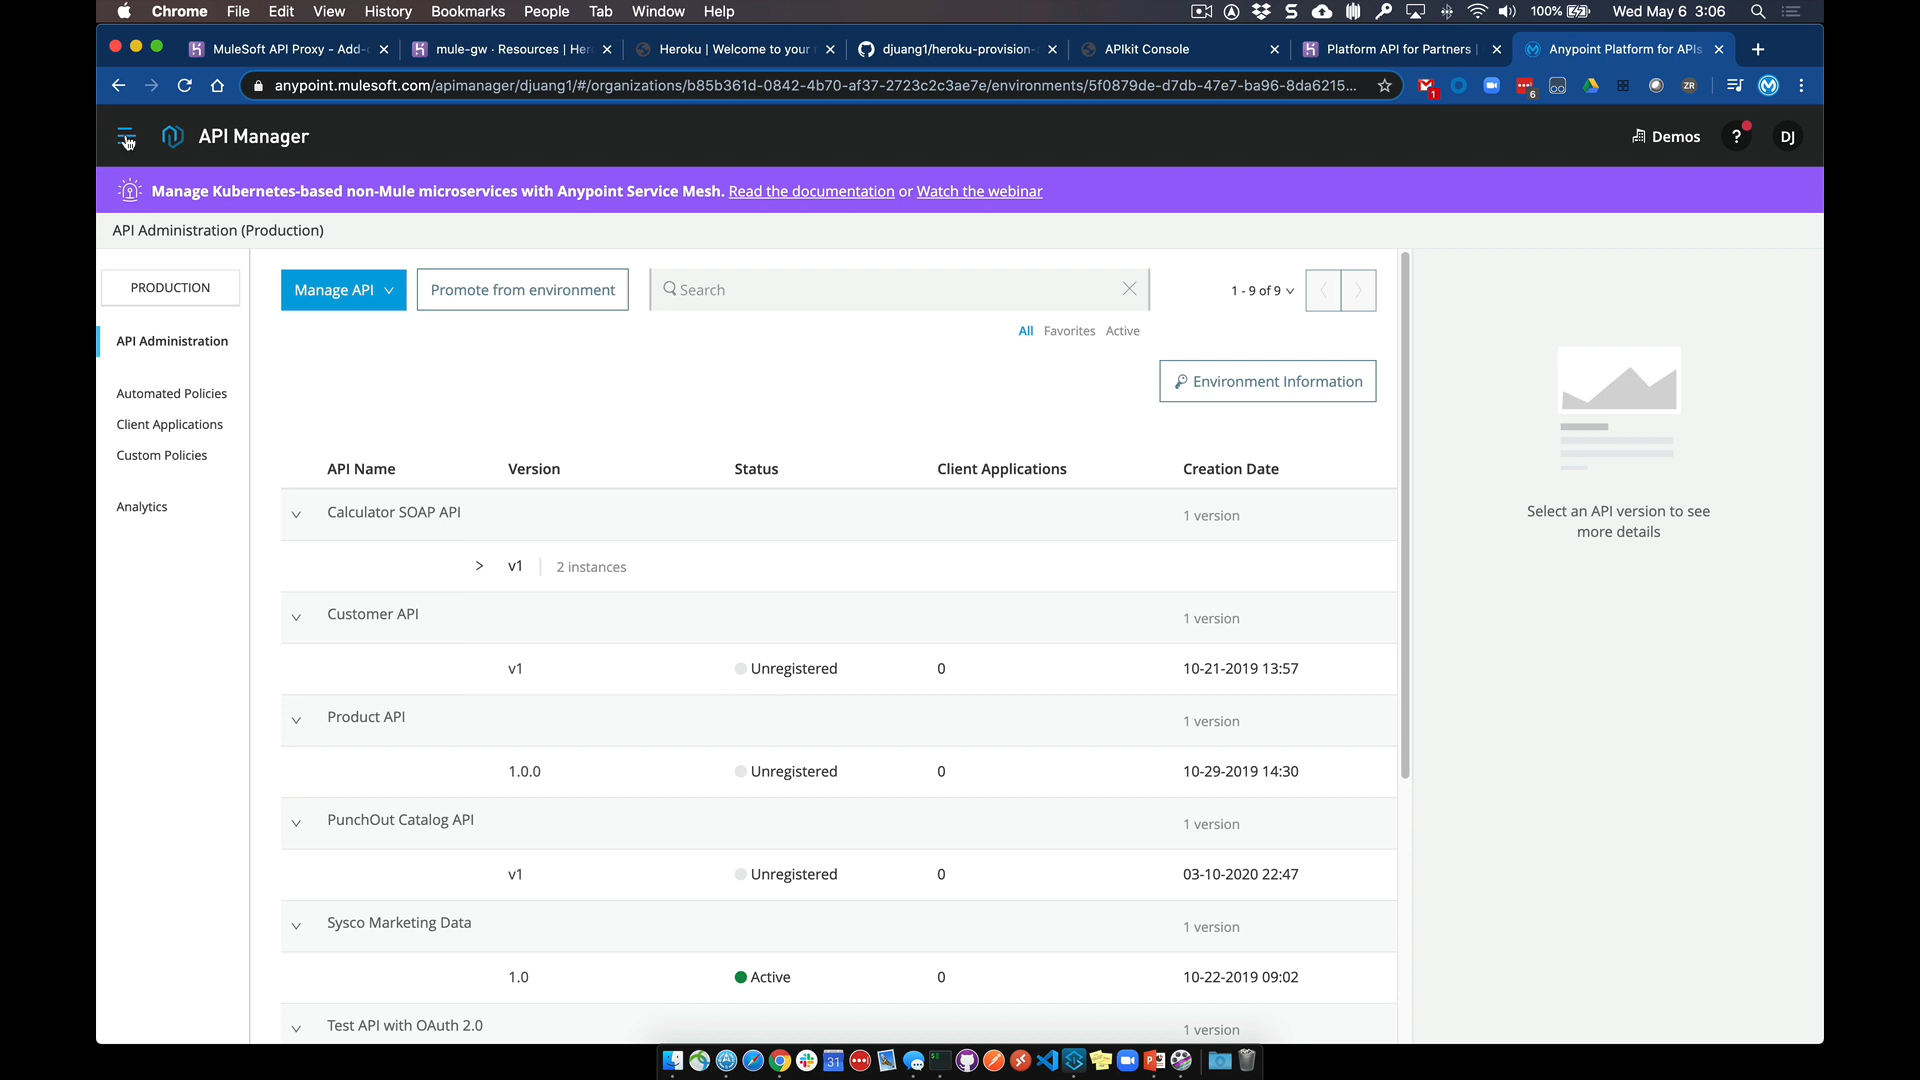 Chrome File Edit View History Bookmarks People Tab Window Help 100% Wed May 6 3:06
MuleSoft API Proxy - Add- mule-gw · Resources | Her Heroku | Welcome to your djuang1/heroku-provision- APIkit Console Platform API for Partners | Anypoint Platform for APIs
anypoint.mulesoft.com/apimanager/djuang1/#/organizations/b85b361d-0842-4b70-af37-2723c2c3ae7e/environments/5f0879de-d7db-47e7-ba96-8da6215... 1 6 ZR
API Manager Demos ? DJ
Manage Kubernetes-based non-Mule microservices with Anypoint Service Mesh. Read the documentation or Watch the webinar
API Administration (Production)
PRODUCTION
API Administration
Automated Policies
Client Applications
Custom Policies
Analytics
Manage API Promote from environment Search 1 - 9 of 9
All Favorites Active
Environment Information
API Name Version Status Client Applications Creation Date
Calculator SOAP API 1 version
v1 2 instances
Customer API 1 version
v1 Unregistered 0 10-21-2019 13:57
Product API 1 version
1.0.0 Unregistered 0 10-29-2019 14:30
PunchOut Catalog API 1 version
v1 Unregistered 0 03-10-2020 22:47
Sysco Marketing Data 1 version
1.0 Active 0 10-22-2019 09:02
Test API with OAuth 2.0 1 version
Select an API version to see
more details
31